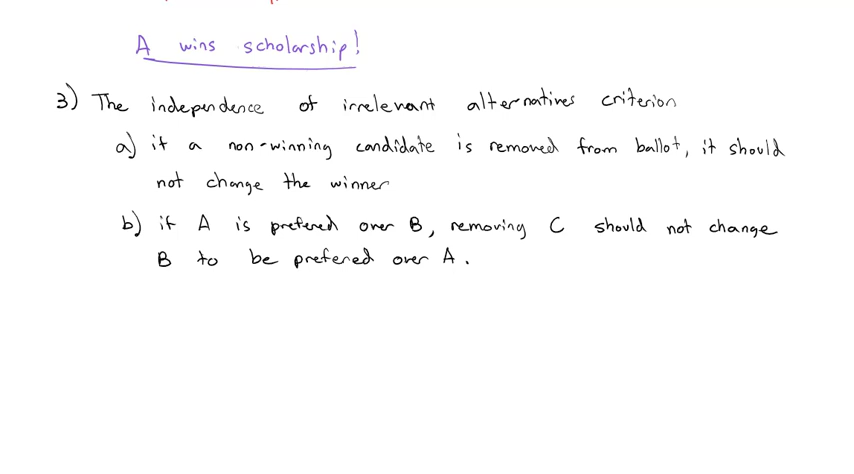 A wins scholarship!
3) The independence of irrelevant alternatives criterion
a) if a non-winning candidate is removed from ballot, it should
not change the winner
b) if A is prefered over B, removing C should not change
B to be prefered over A.